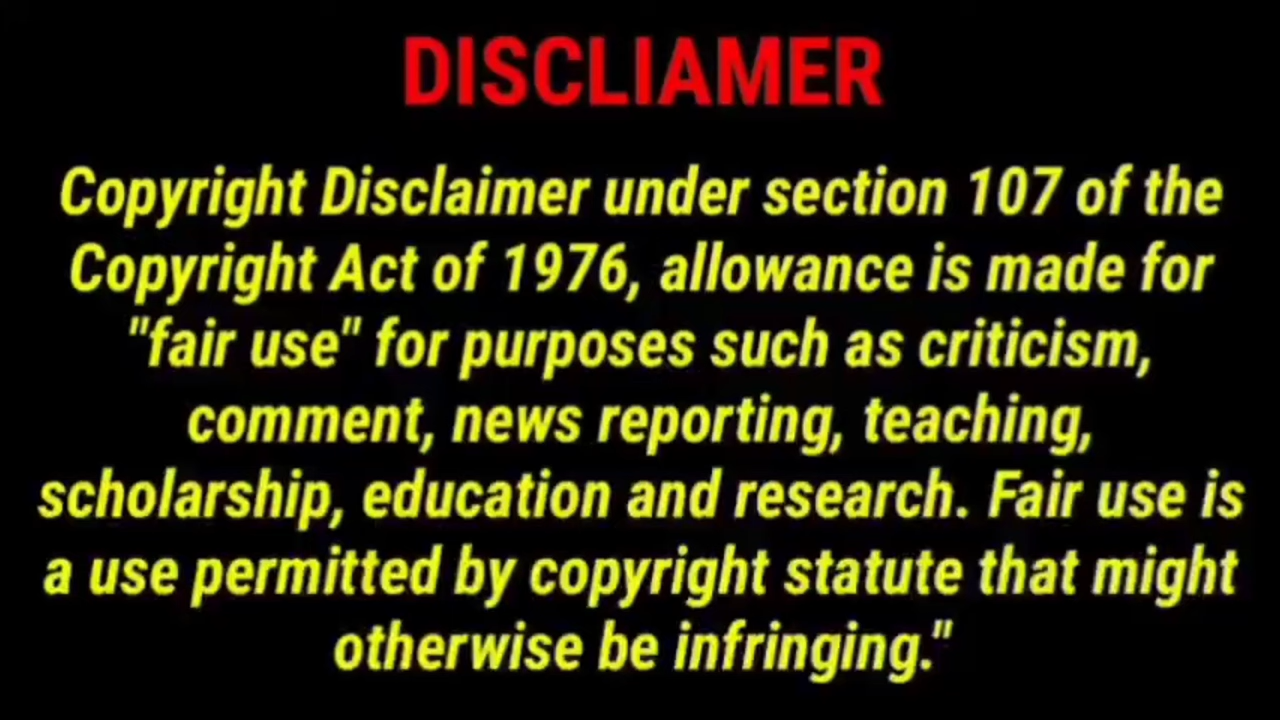 DISCLIAMER
Copyright Disclaimer under section 107 of the
Copyright Act of 1976, allowance is made for
"fair use" for purposes such as criticism,
comment, news reporting, teaching,
scholarship, education and research. Fair use is
a use permitted by copyright statute that might
otherwise be infringing."